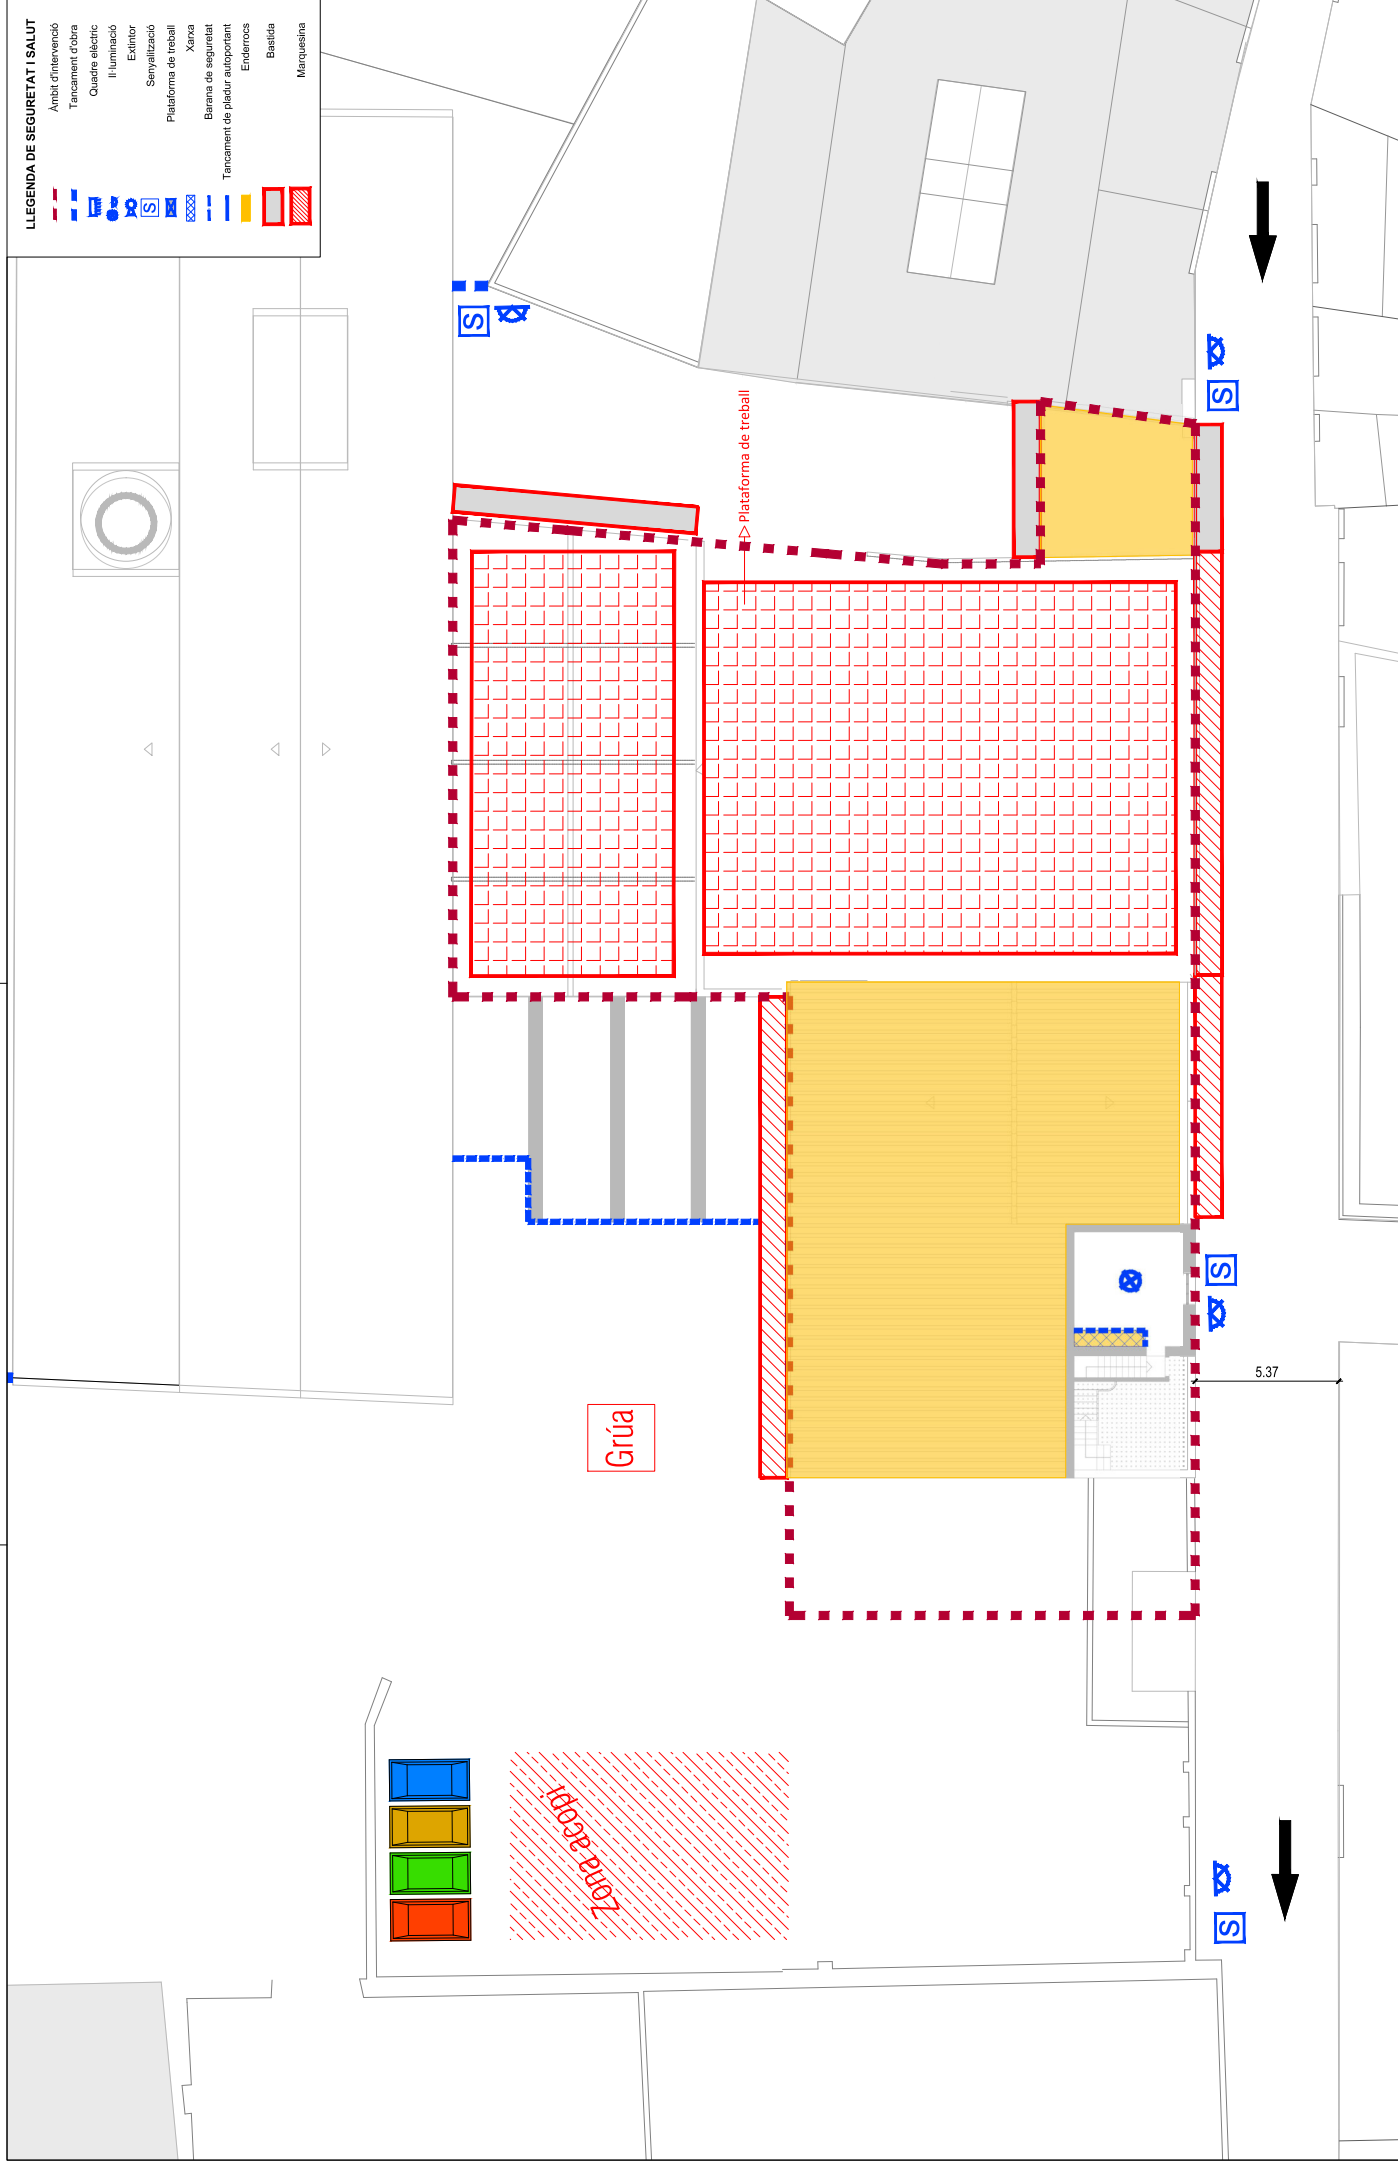 LLEGENDA DE SEGURETAT I SALUT
Àmbit d'intervenció
Tancament d'obra
Quadre elèctric
Il·luminació
Extintor
Senyalització
S
Plataforma de treball
Xarxa
Barana de seguretat
Tancament de pladur autoportant
Enderrocs
Bastida
Marquesina
S
S
Plataforma de treball
S
5.37
Grúa
Zona acopi
S